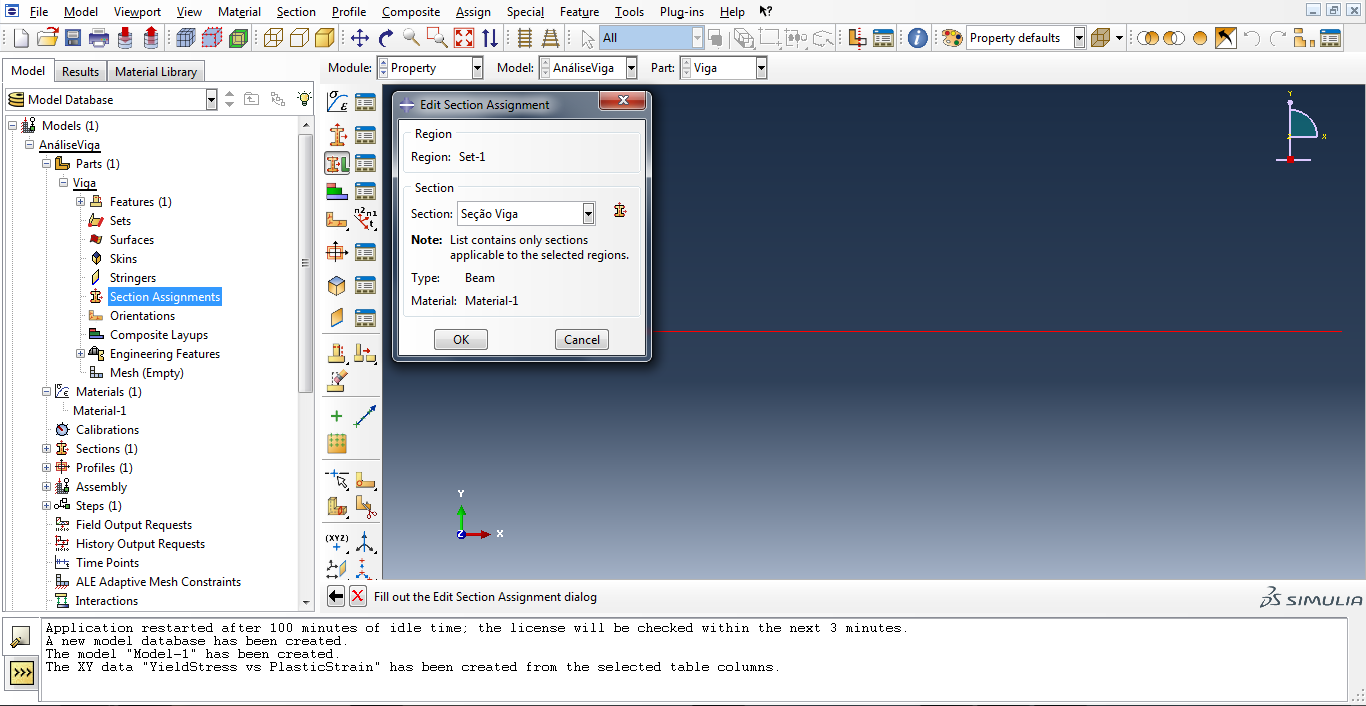 File Model Viewport View Material Section Profile Composite Assign Special Feature Tools Plug-ins Help
All Property defaults
Model Results Material Library Module: Property Model: AnáliseViga Part: Viga
Model Database
Models (1)
AnáliseViga
Parts (1)
Viga
Features (1)
Sets
Surfaces
Skins
Stringers
Section Assignments
Orientations
Composite Layups
Engineering Features
Mesh (Empty)
Materials (1)
Material-1
Calibrations
Sections (1)
Profiles (1)
Assembly
Steps (1)
Field Output Requests
History Output Requests
Time Points
ALE Adaptive Mesh Constraints
Interactions
σ ε
n2 n1
t
(XYZ)
Edit Section Assignment
Region
Region: Set-1
Section
Section: Seção Viga
Note: List contains only sections
applicable to the selected regions.
Type: Beam
Material: Material-1
OK Cancel
Y
X
Z
Y
Z X
Fill out the Edit Section Assignment dialog
SIMULIA
Application restarted after 100 minutes of idle time; the license will be checked within the next 3 minutes.
A new model database has been created.
The model "Model-1" has been created.
The XY data "YieldStress vs PlasticStrain" has been created from the selected table columns.
>>>